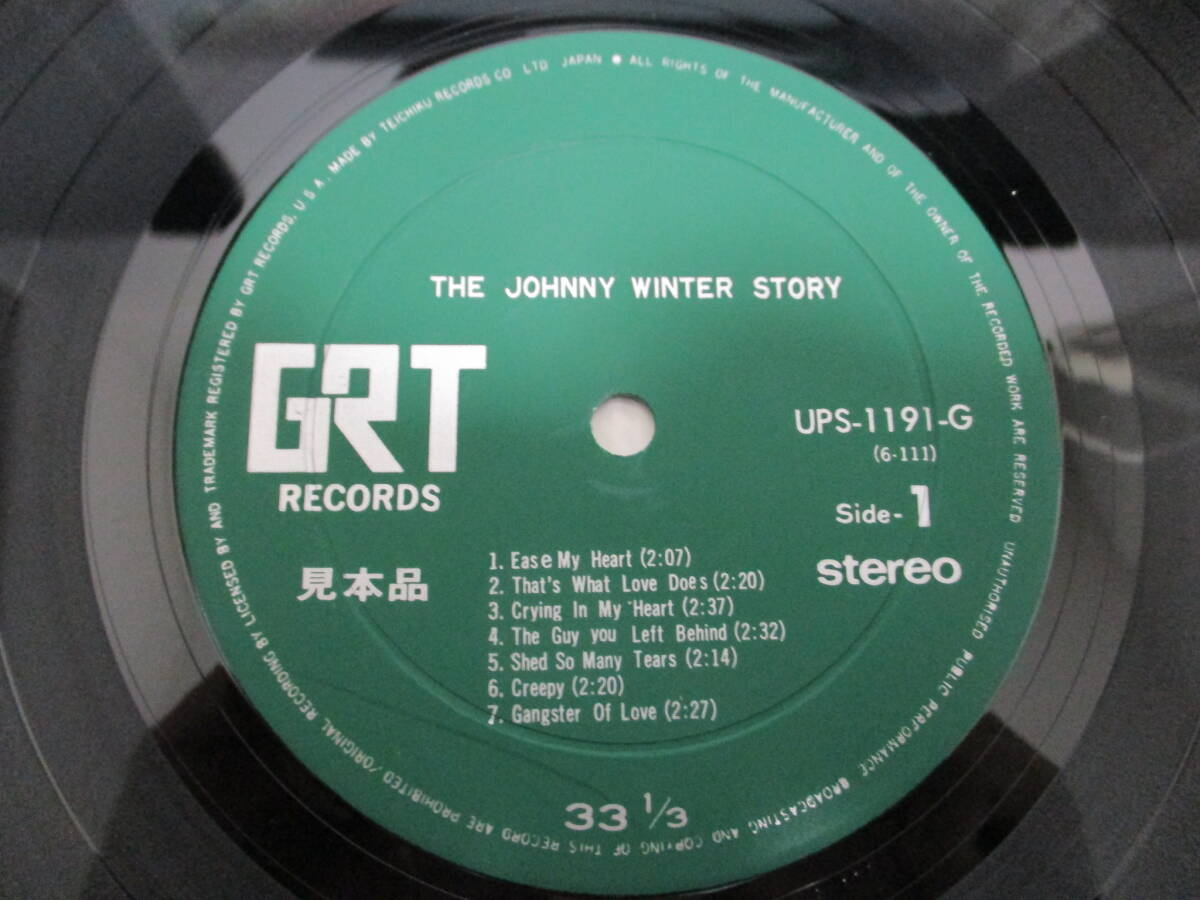 THE JOHNNY WINTER STORY
GRT
RECORDS
見本品
UPS-1191-G
(6-111)
Side-1
stereo
1. Ease My Heart (2:07)
2. That's What Love Does (2:20)
3. Crying In My Heart (2:37)
4. The Guy you Left Behind (2:32)
5. Shed So Many Tears (2:14)
6. Creepy (2:20)
7. Gangster Of Love (2:27)
33 1/3
ORIGINAL RECORDING BY LICENSED BY AND TRADEMARK REGISTERED BY GRT RECORDS, U S A. MADE BY TEICHIKU RECORDS CO LTD JAPAN ● ALL RIGHTS OF THE MANUFACTURER AND OF THE OWNER OF THE RECORDED WORK ARE RESERVED UNAUTHORISED PUBLIC PERFORMANCE BROADCASTING AND COPYING OF THIS RECORD ARE PROHIBITED/